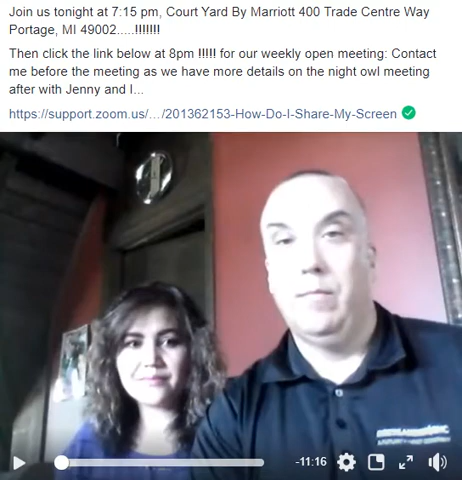 Join us tonight at 7:15 pm, Court Yard By Marriott 400 Trade Centre Way
Portage, MI 49002.....!!!!!!!
Then click the link below at 8pm !!!!! for our weekly open meeting: Contact
me before the meeting as we have more details on the night owl meeting
after with Jenny and I...
https://support.zoom.us/.../201362153-How-Do-I-Share-My-Screen
-11:16